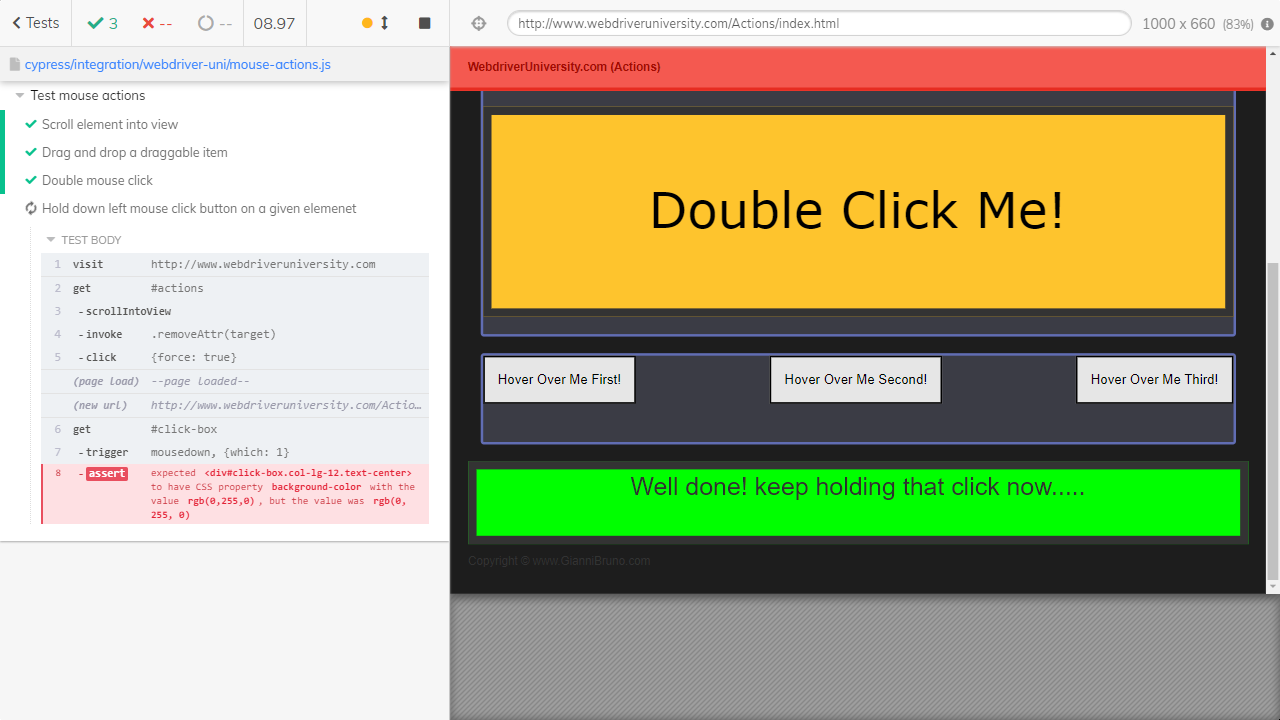 Tests 3 -- -- 08.97
cypress/integration/webdriver-uni/mouse-actions.js
Test mouse actions
Scroll element into view
Drag and drop a draggable item
Double mouse click
Hold down left mouse click button on a given elemenet
TEST BODY
1 visit http://www.webdriveruniversity.com
2 get #actions
3 -scrollIntoView
4 -invoke .removeAttr(target)
5 -click {force: true}
(page load) --page loaded--
(new url) http://www.webdriveruniversity.com/Actio…
6 get #click-box
7 -trigger mousedown, {which: 1}
8 -assert expected <div#click-box.col-lg-12.text-center>
to have CSS property background-color with the
value rgb(0,255,0), but the value was rgb(0,
255, 0)
http://www.webdriveruniversity.com/Actions/index.html 1000 x 660 (83%)
WebdriverUniversity.com (Actions)
Double Click Me!
Hover Over Me First! Hover Over Me Second! Hover Over Me Third!
Well done! keep holding that click now.....
Copyright © www.GianniBruno.com